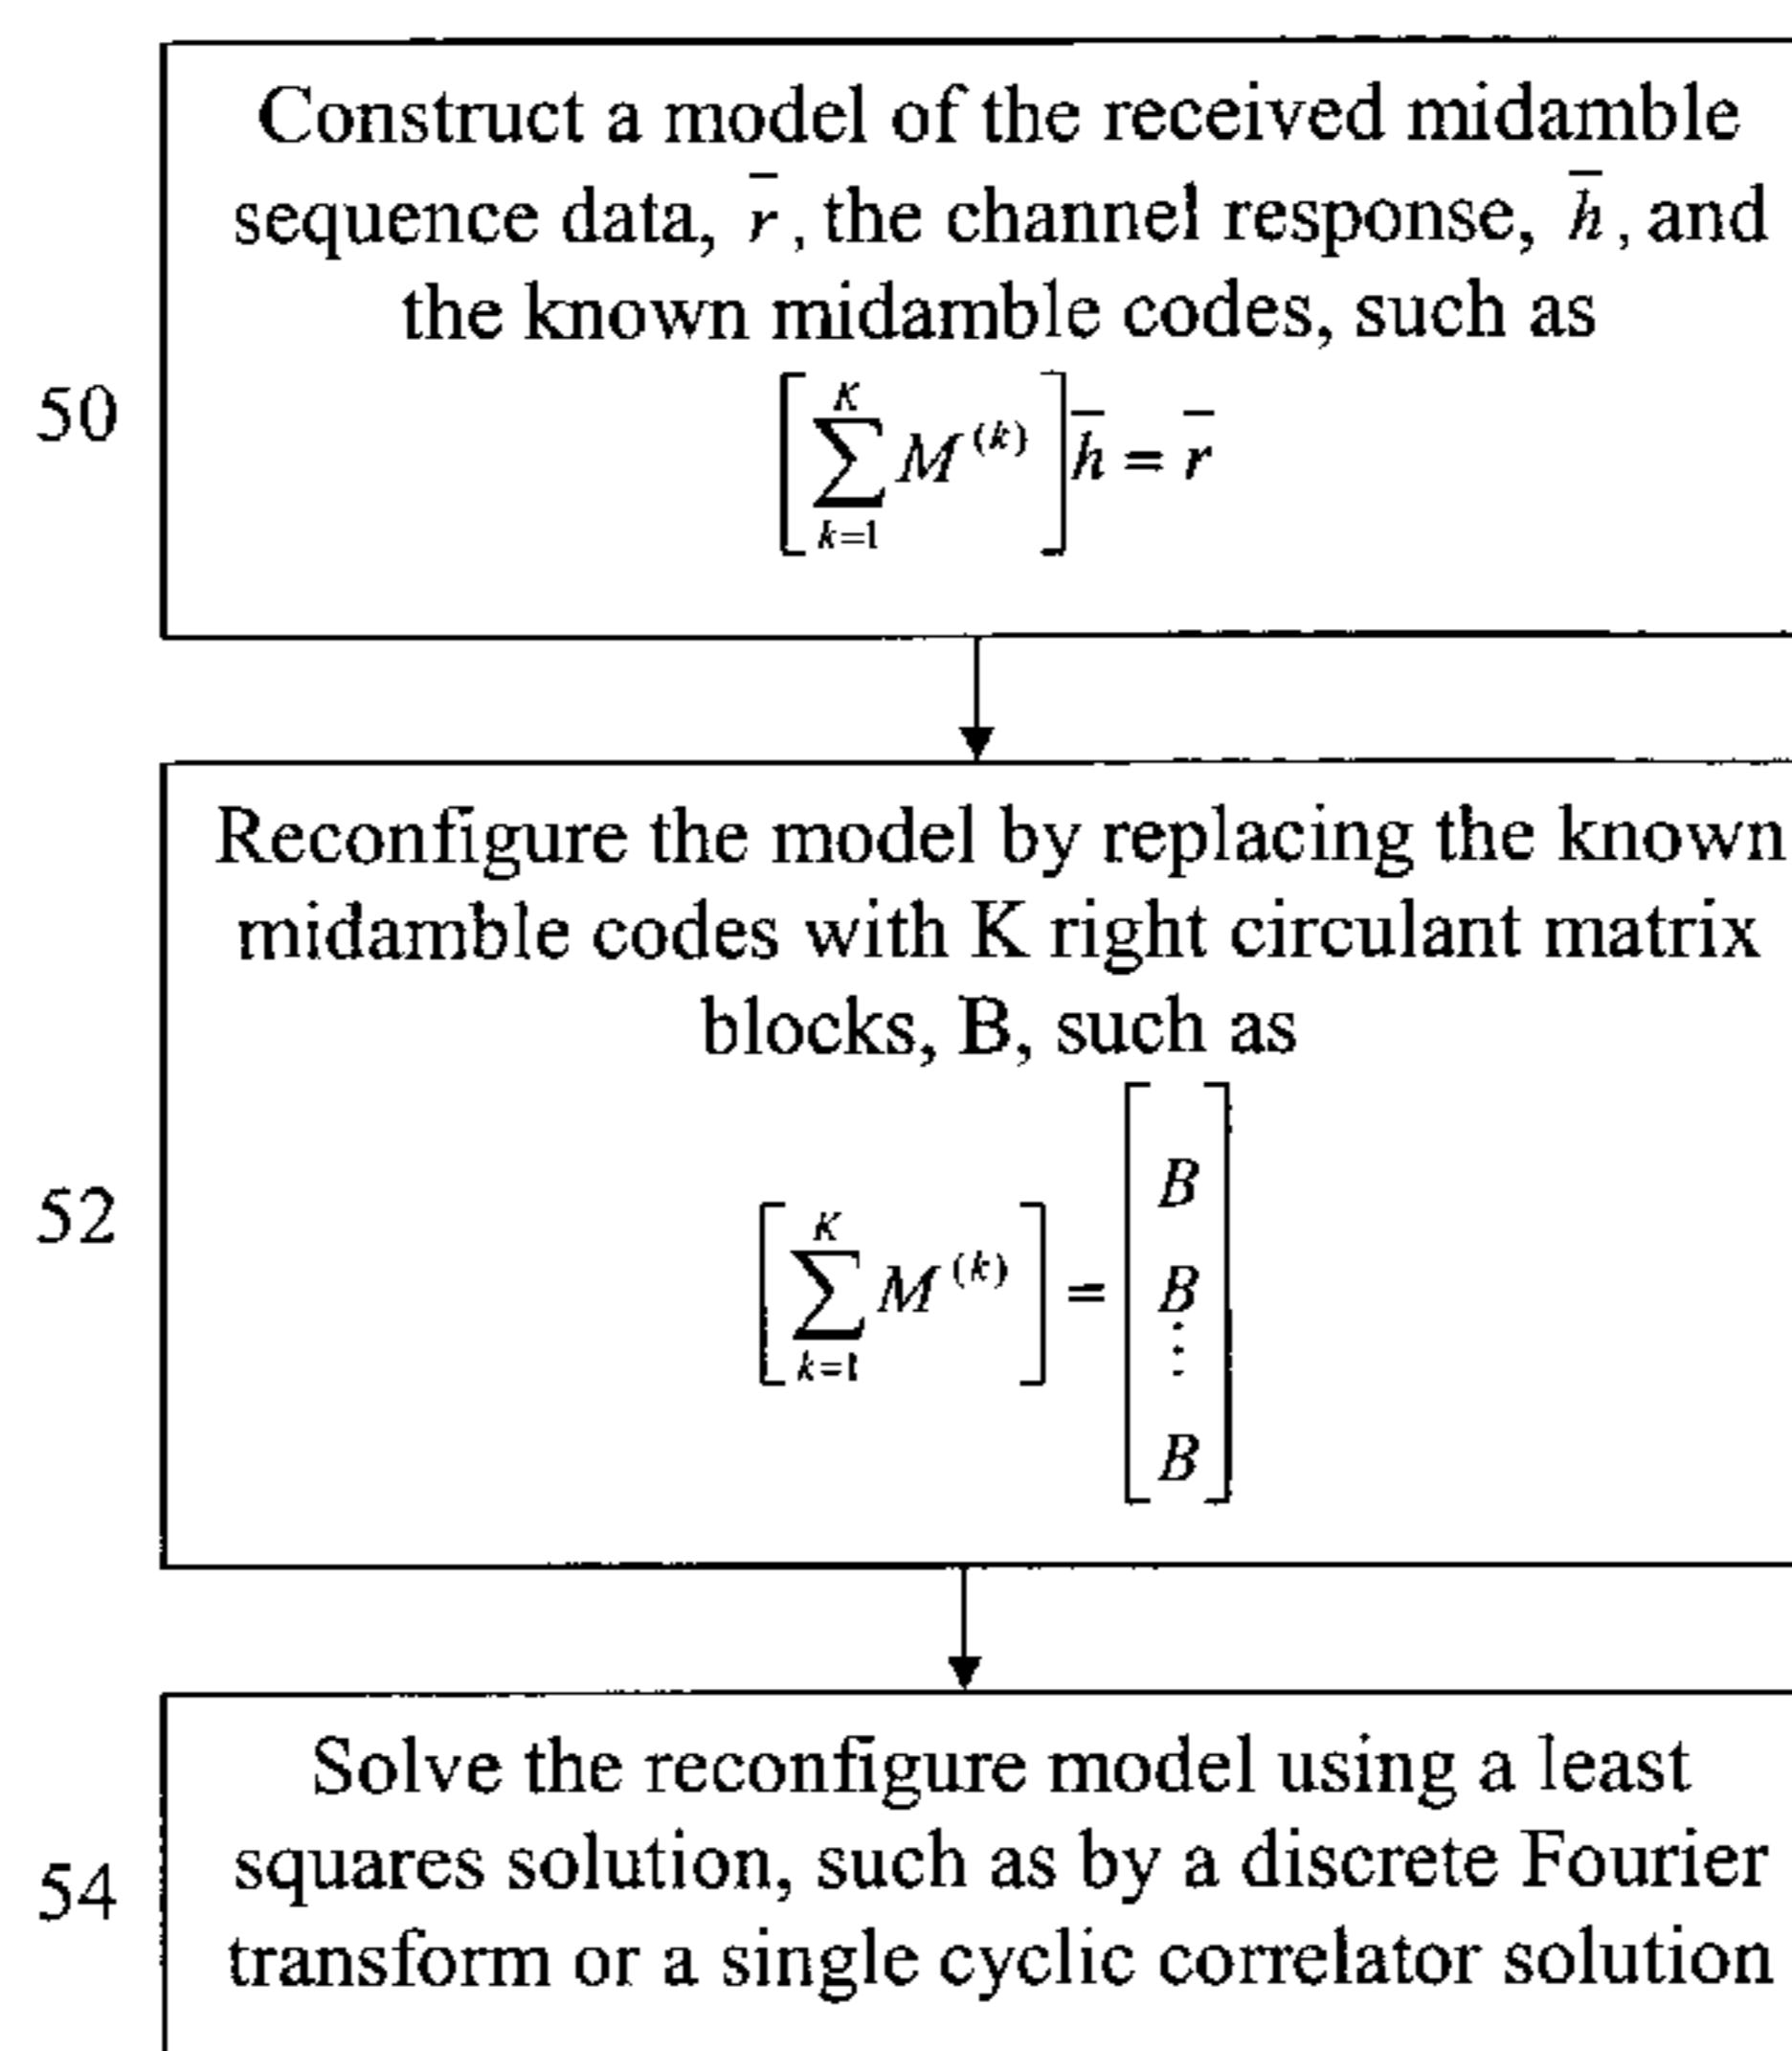 Construct a model of the received midamble
sequence data, r̄, the channel response, h̄, and
the known midamble codes, such as
50
[∑_{k=1}^{K} M^{(k)}] h̄ = r̄
Reconfigure the model by replacing the known
midamble codes with K right circulant matrix
blocks, B, such as
52
[∑_{k=1}^{K} M^{(k)}] = [B B ⋮ B]
Solve the reconfigure model using a least
54
squares solution, such as by a discrete Fourier
transform or a single cyclic correlator solution